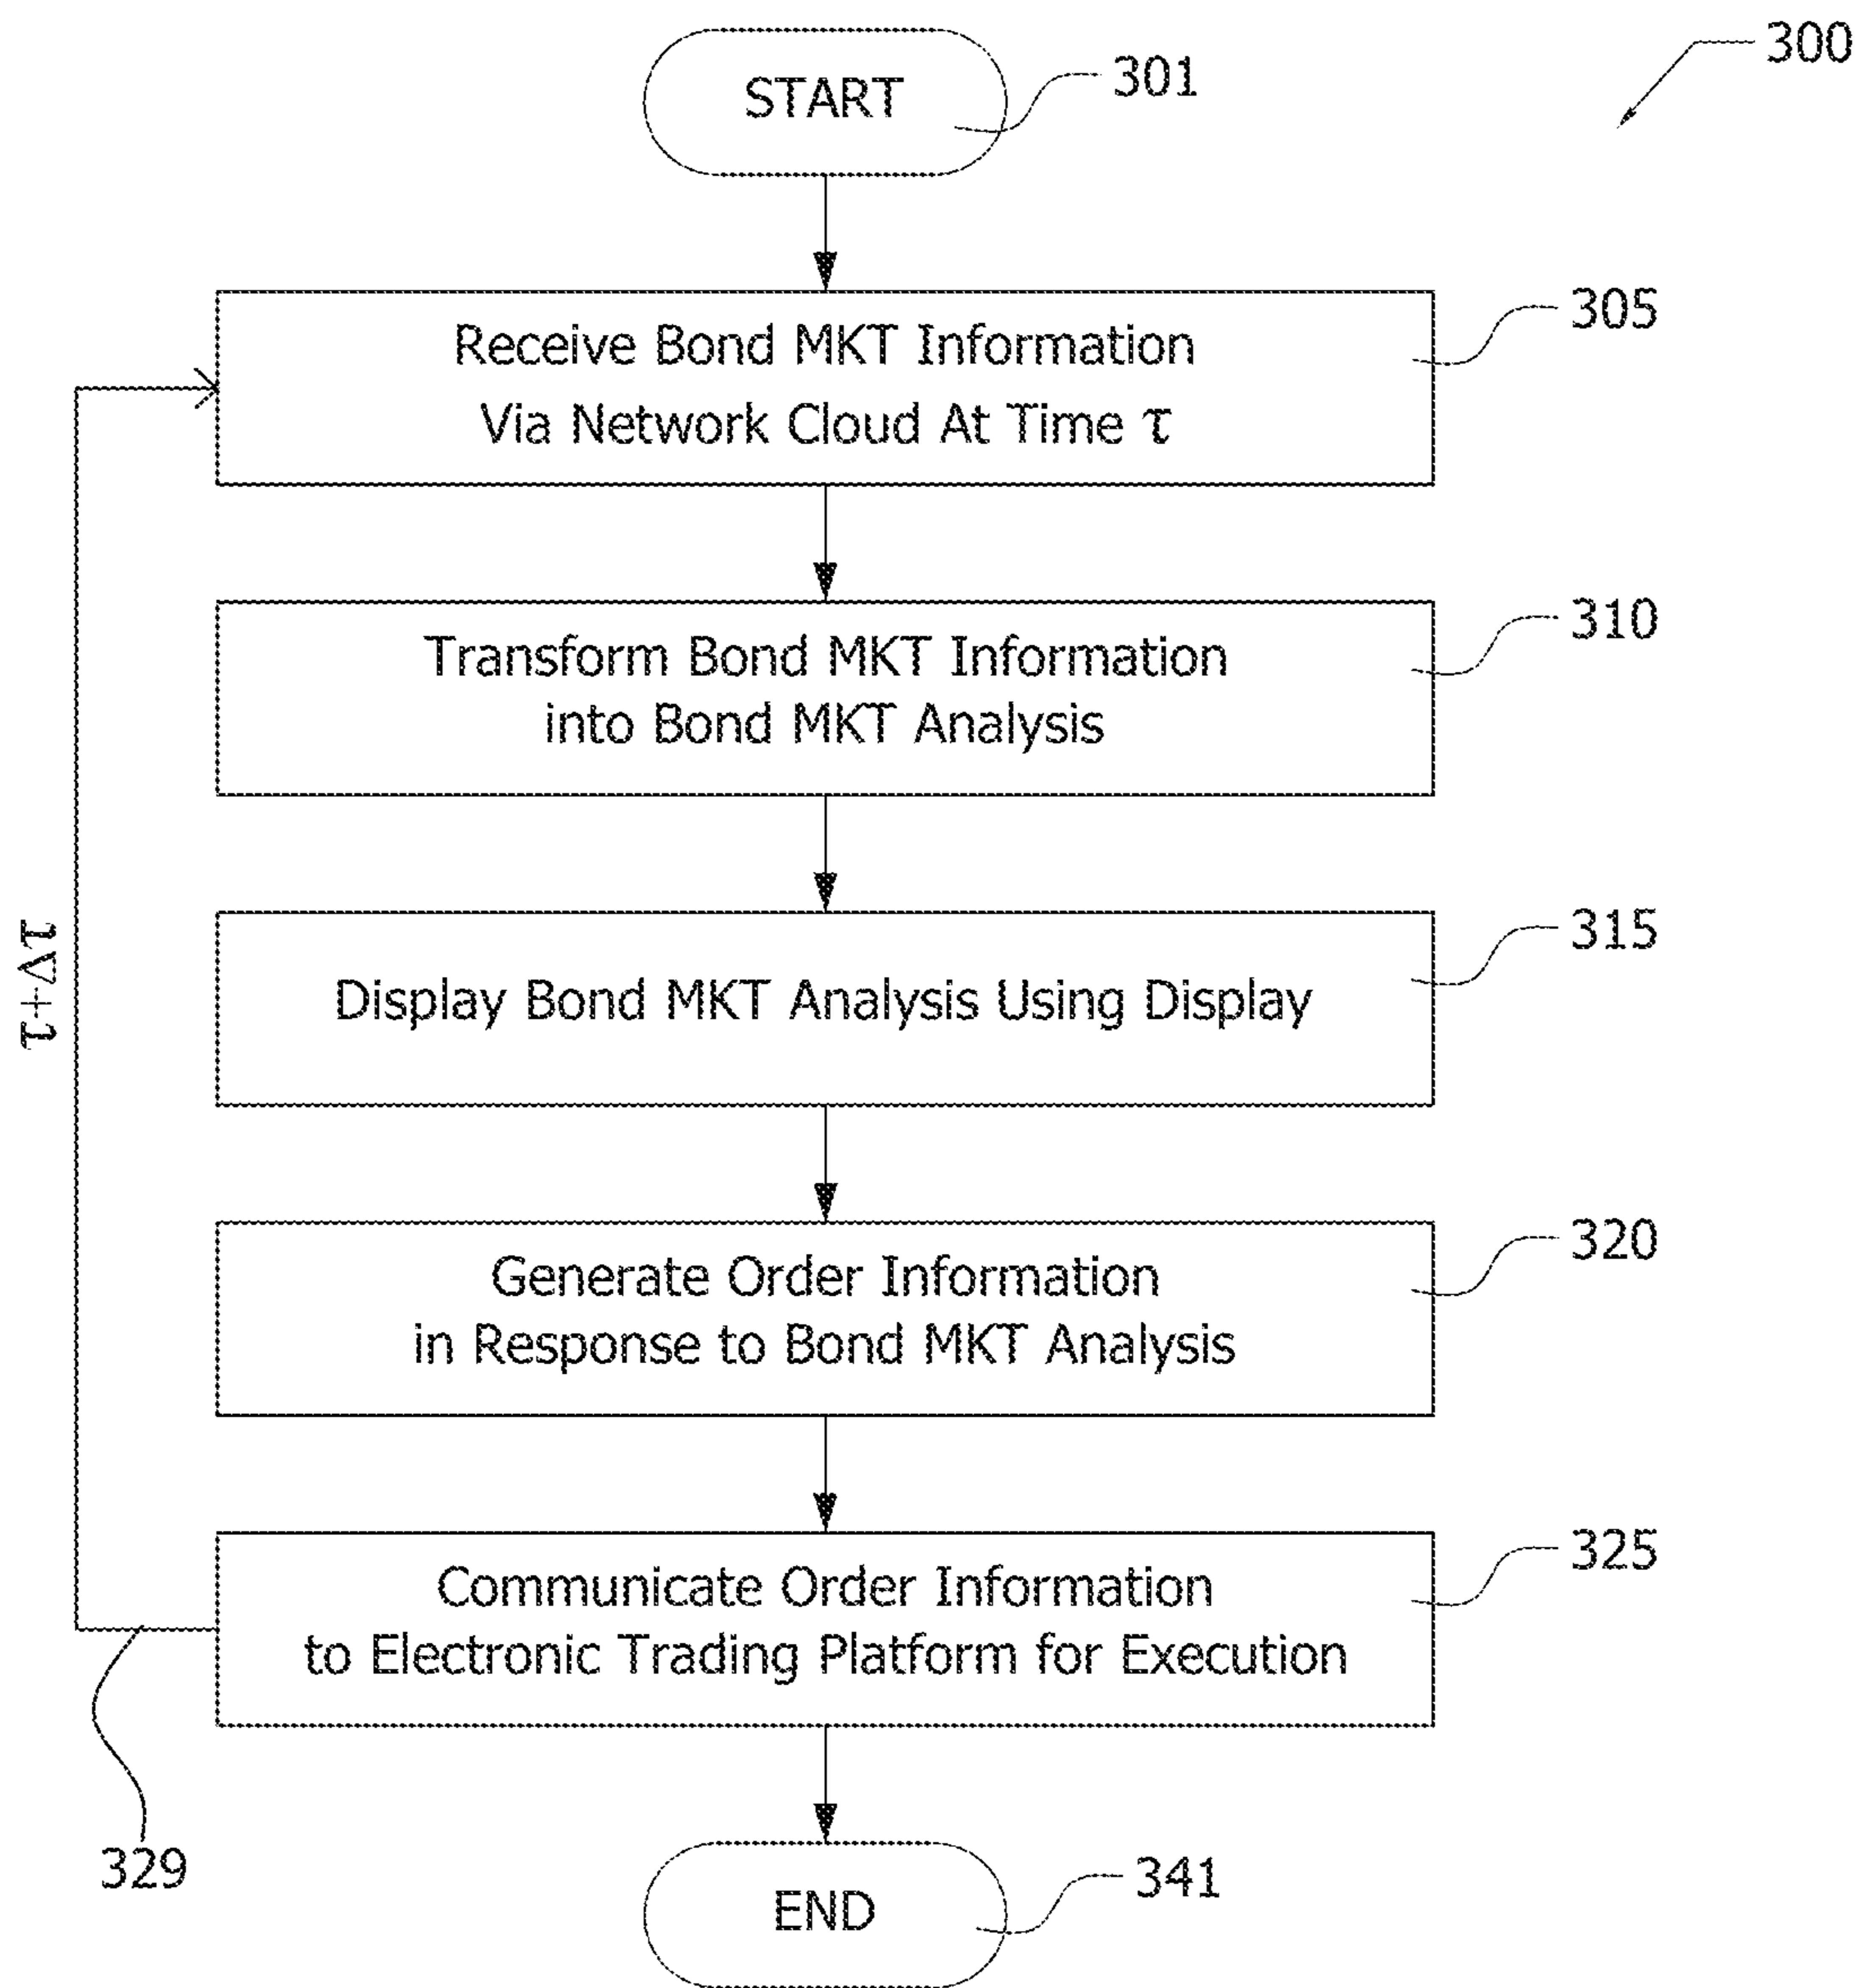 300
START
301
Receive Bond MKT Information
Via Network Cloud At Time τ
305
Transform Bond MKT Information
into Bond MKT Analysis
310
Display Bond MKT Analysis Using Display
315
τ+Δτ
Generate Order Information
in Response to Bond MKT Analysis
320
Communicate Order Information
to Electronic Trading Platform for Execution
325
329
END
341